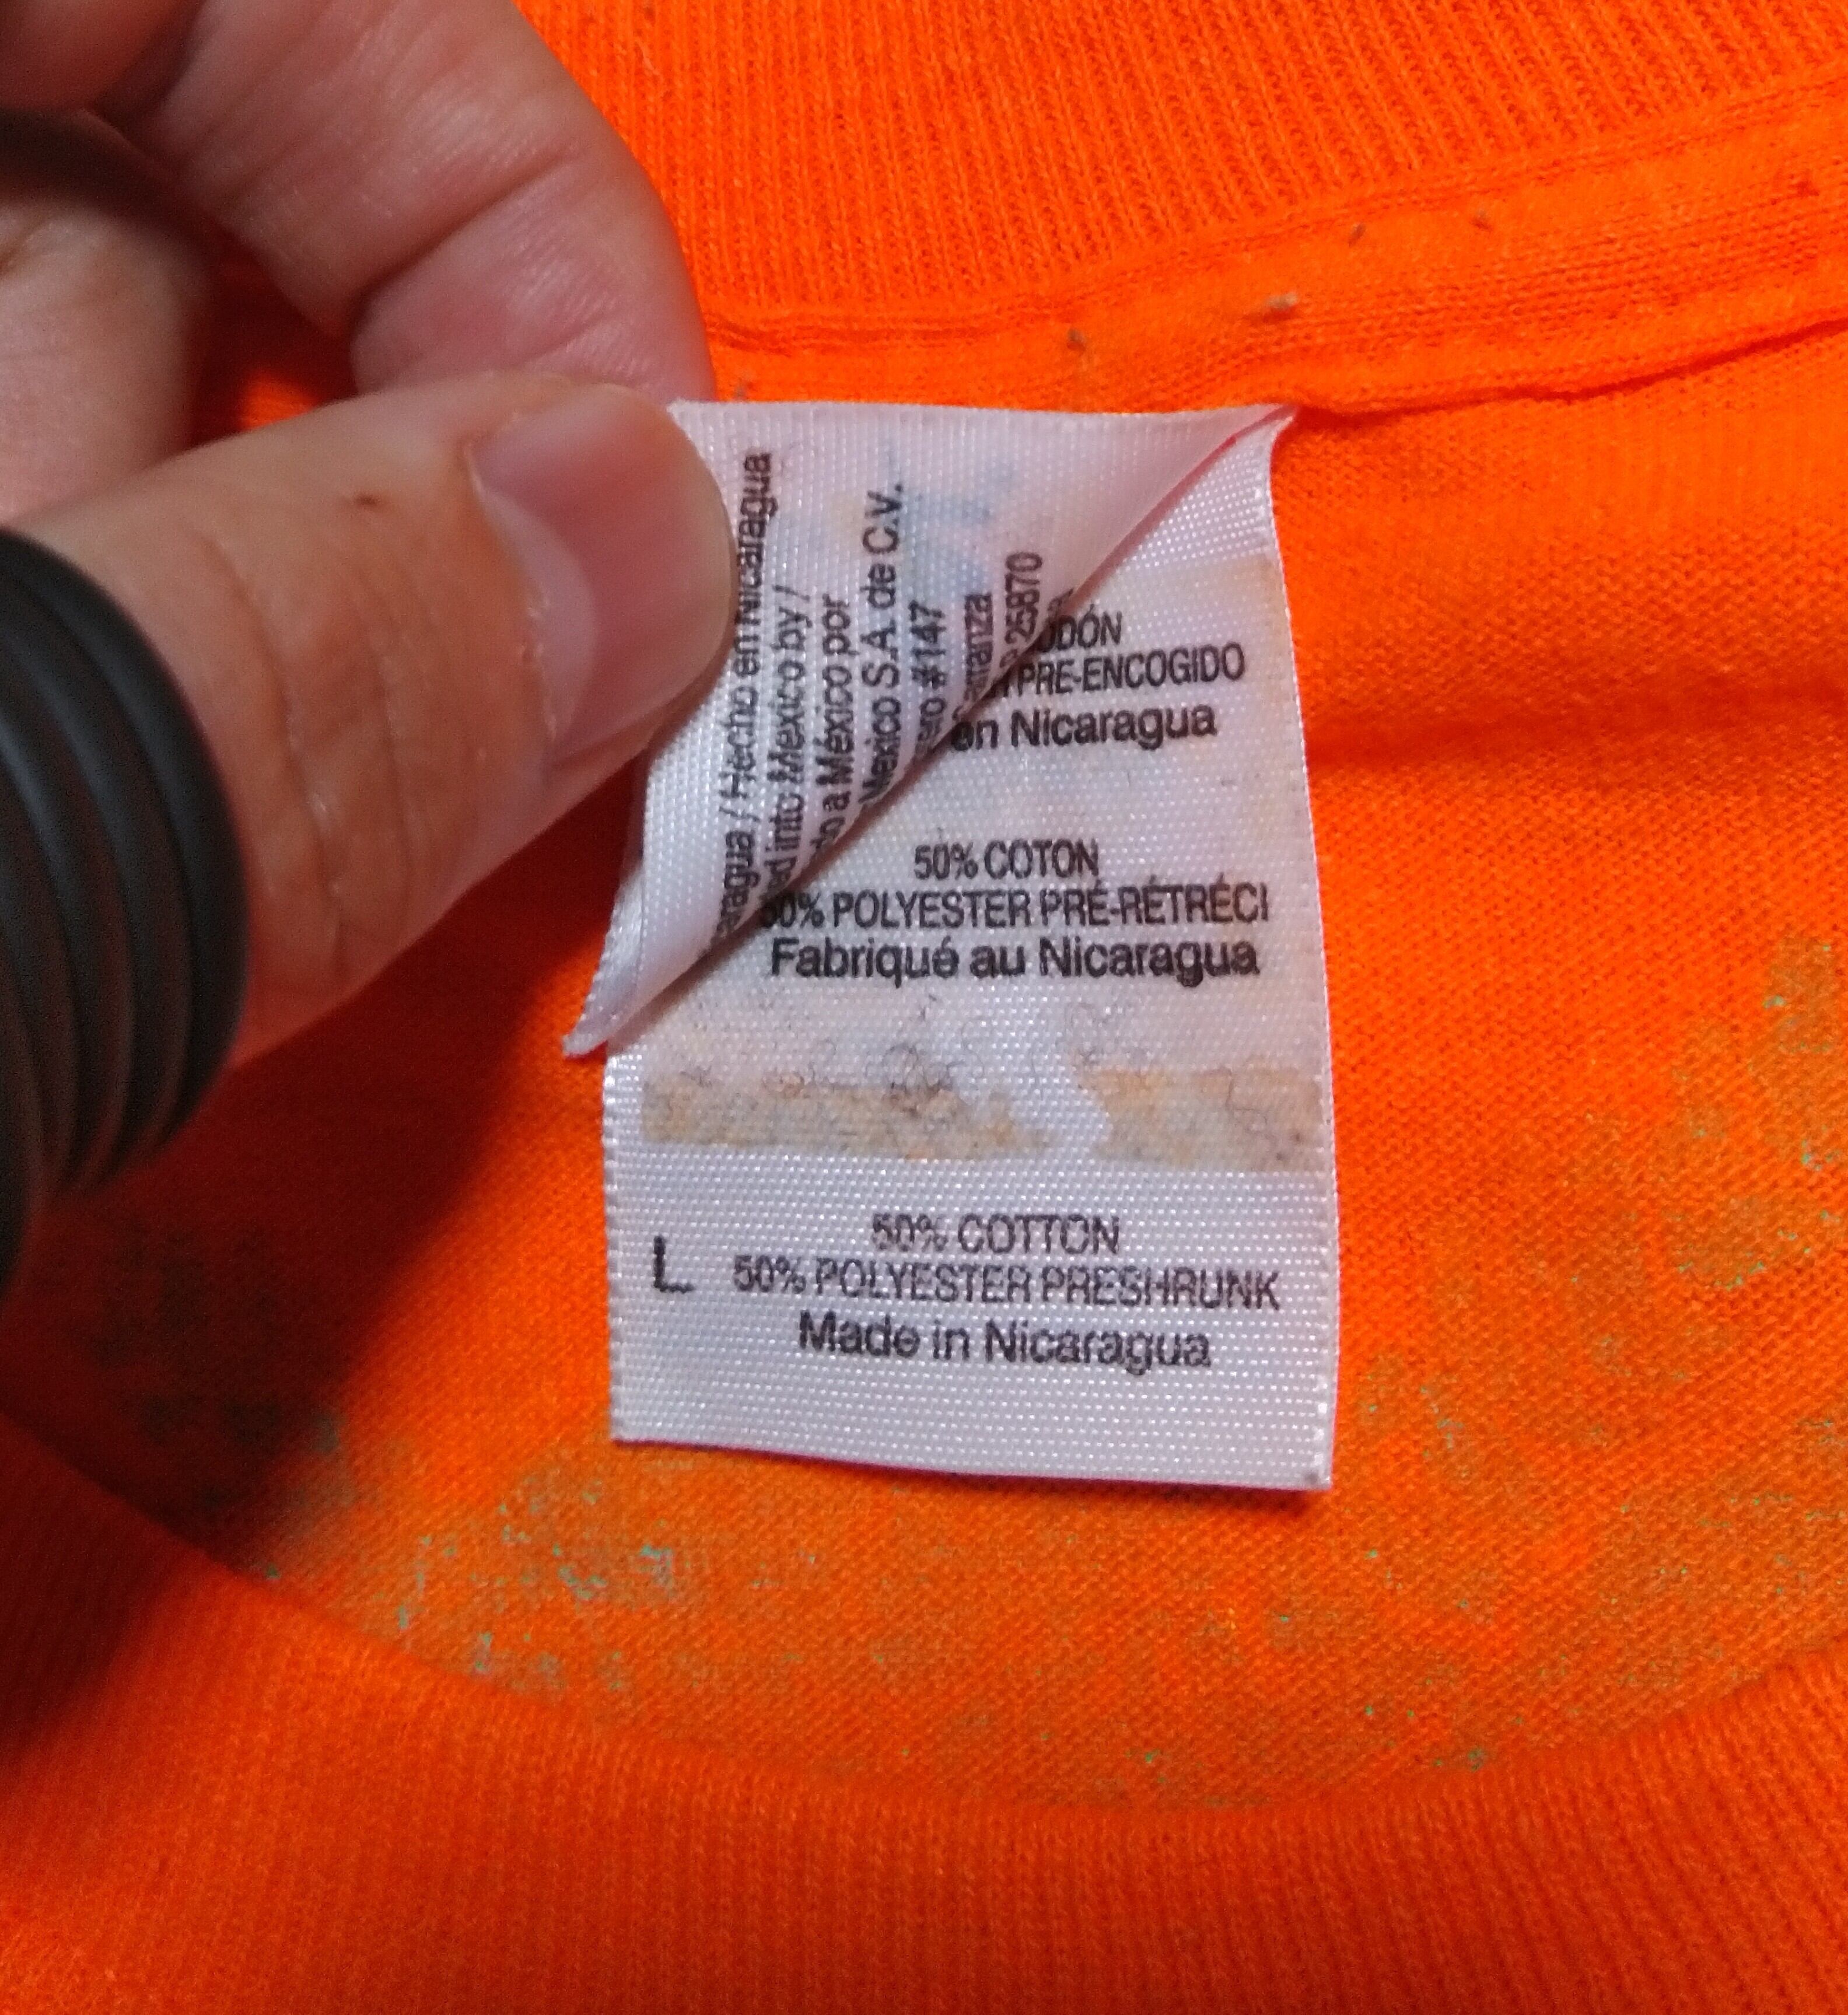 Hecho en Nicaragua
into Mexico by /
a México por
Mexico S.A. de C.V.
#147
25870
PRE-ENCOGIDO
en Nicaragua
50% COTON
50% POLYESTER PRÉ-RÉTRÉCI
Fabriqué au Nicaragua
50% COTTON
L 50% POLYESTER PRESHRUNK
Made in Nicaragua